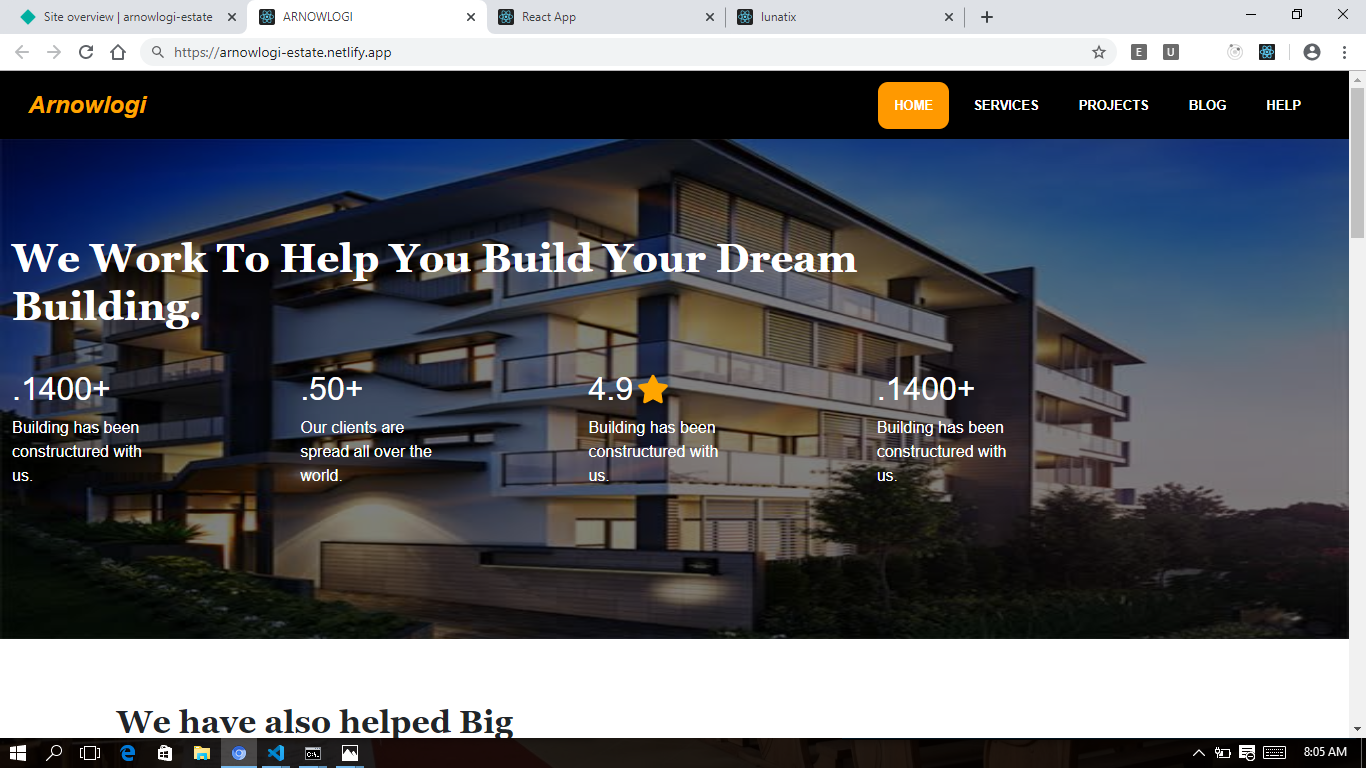 Site overview | arnowlogi-estate
ARNOWLOGI
React App
lunatix
https://arnowlogi-estate.netlify.app
E
U
Arnowlogi
HOME
SERVICES
PROJECTS
BLOG
HELP
We Work To Help You Build Your Dream
Building.
.1400+
Building has been
constructured with
us.
.50+
Our clients are
spread all over the
world.
4.9
Building has been
constructured with
us.
.1400+
Building has been
constructured with
us.
We have also helped Big
8:05 AM